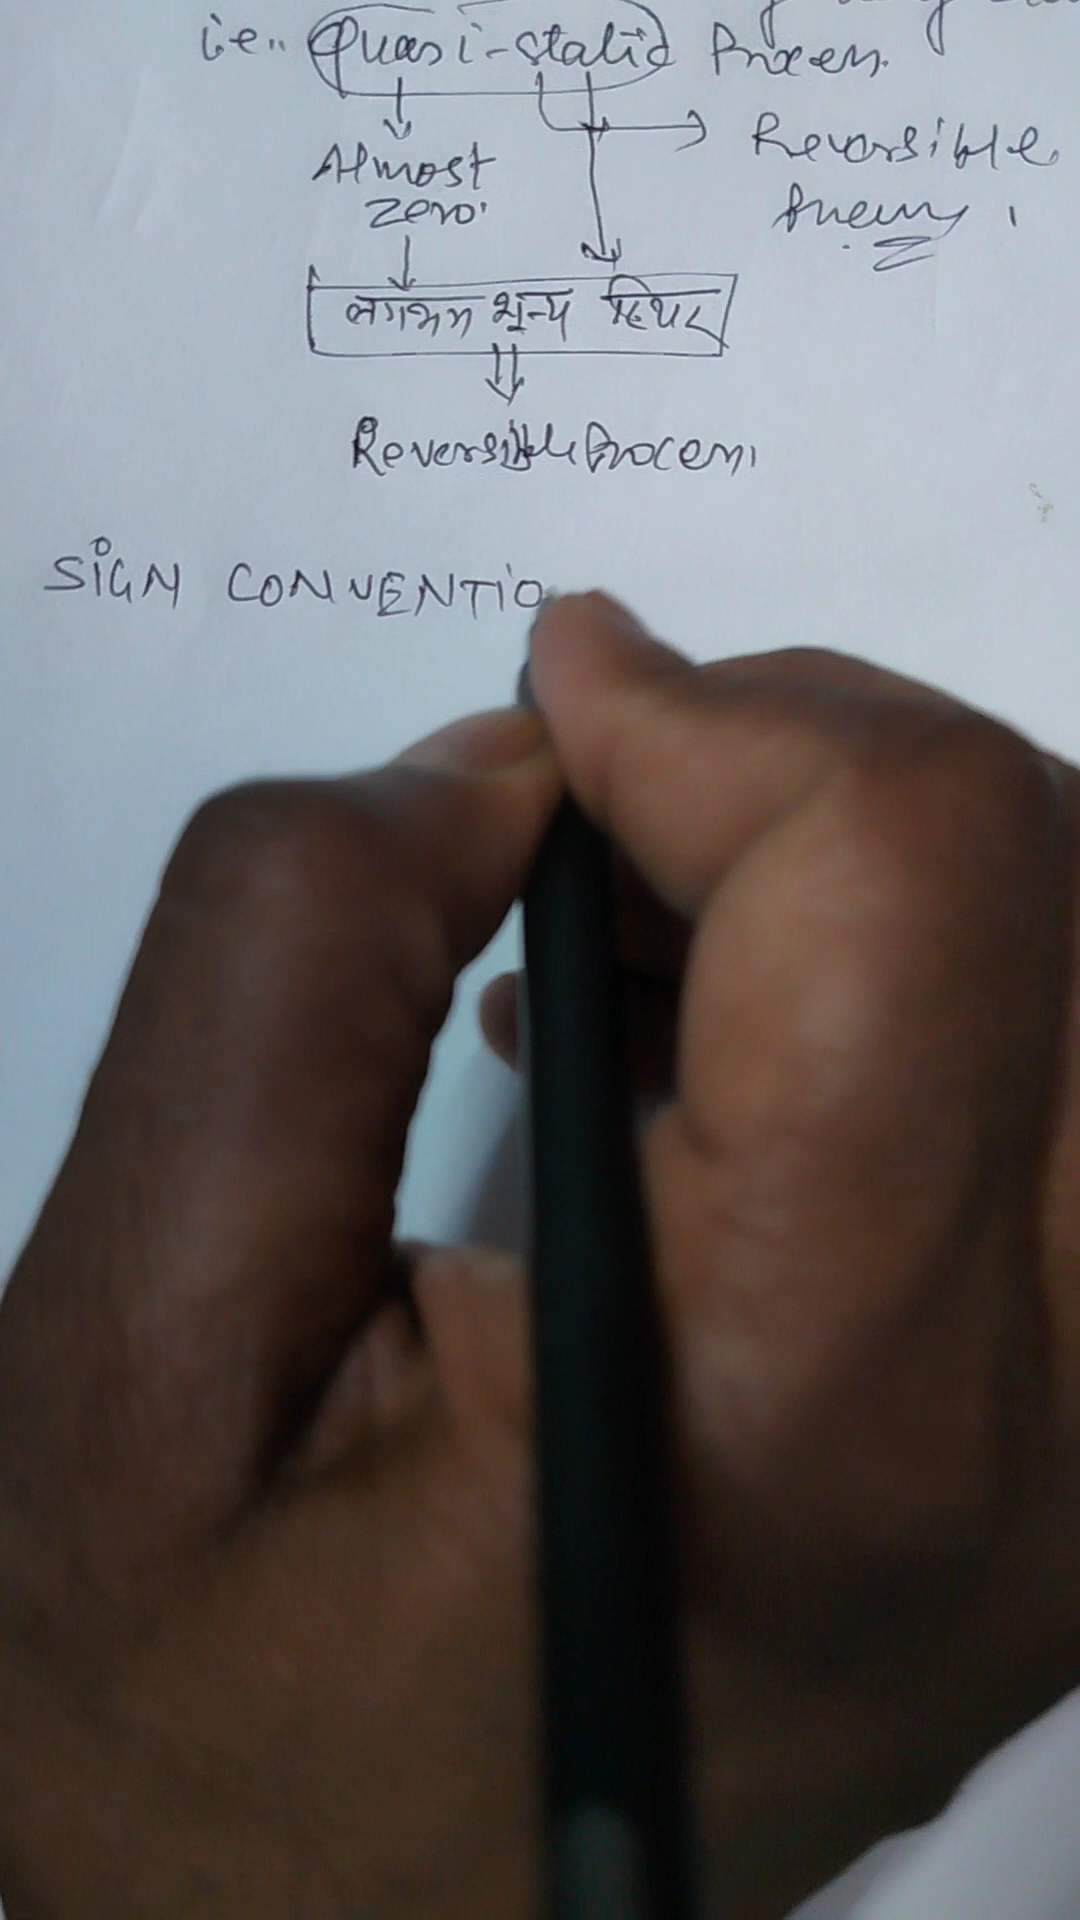 i.e.. Quasi-static Process.
Almost zero.
Reversible
लगभग शून्य स्थिर
Reversible Process,
SIGN CONVENTIO